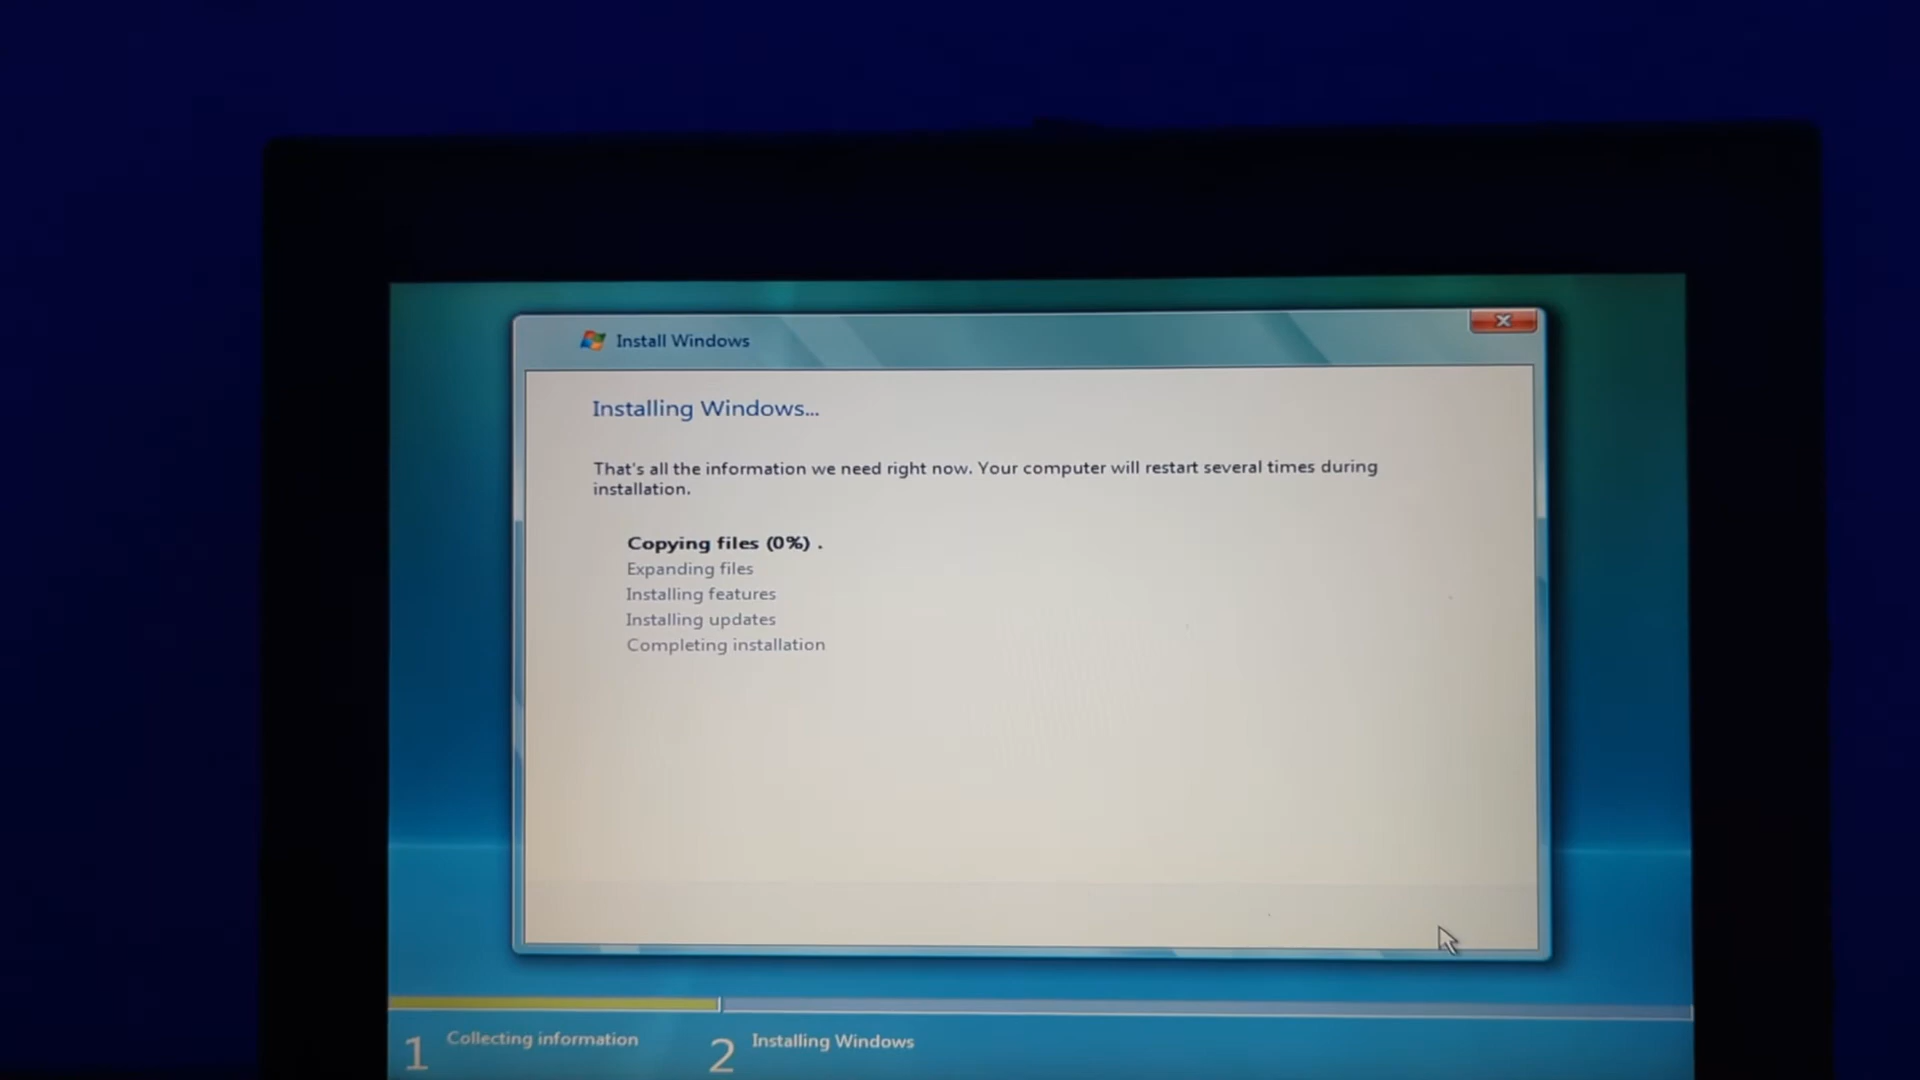 Install Windows
Installing Windows...
That's all the information we need right now. Your computer will restart several times during
installation.
Copying files (0%) .
Expanding files
Installing features
Installing updates
Completing installation
1 Collecting information
2 Installing Windows